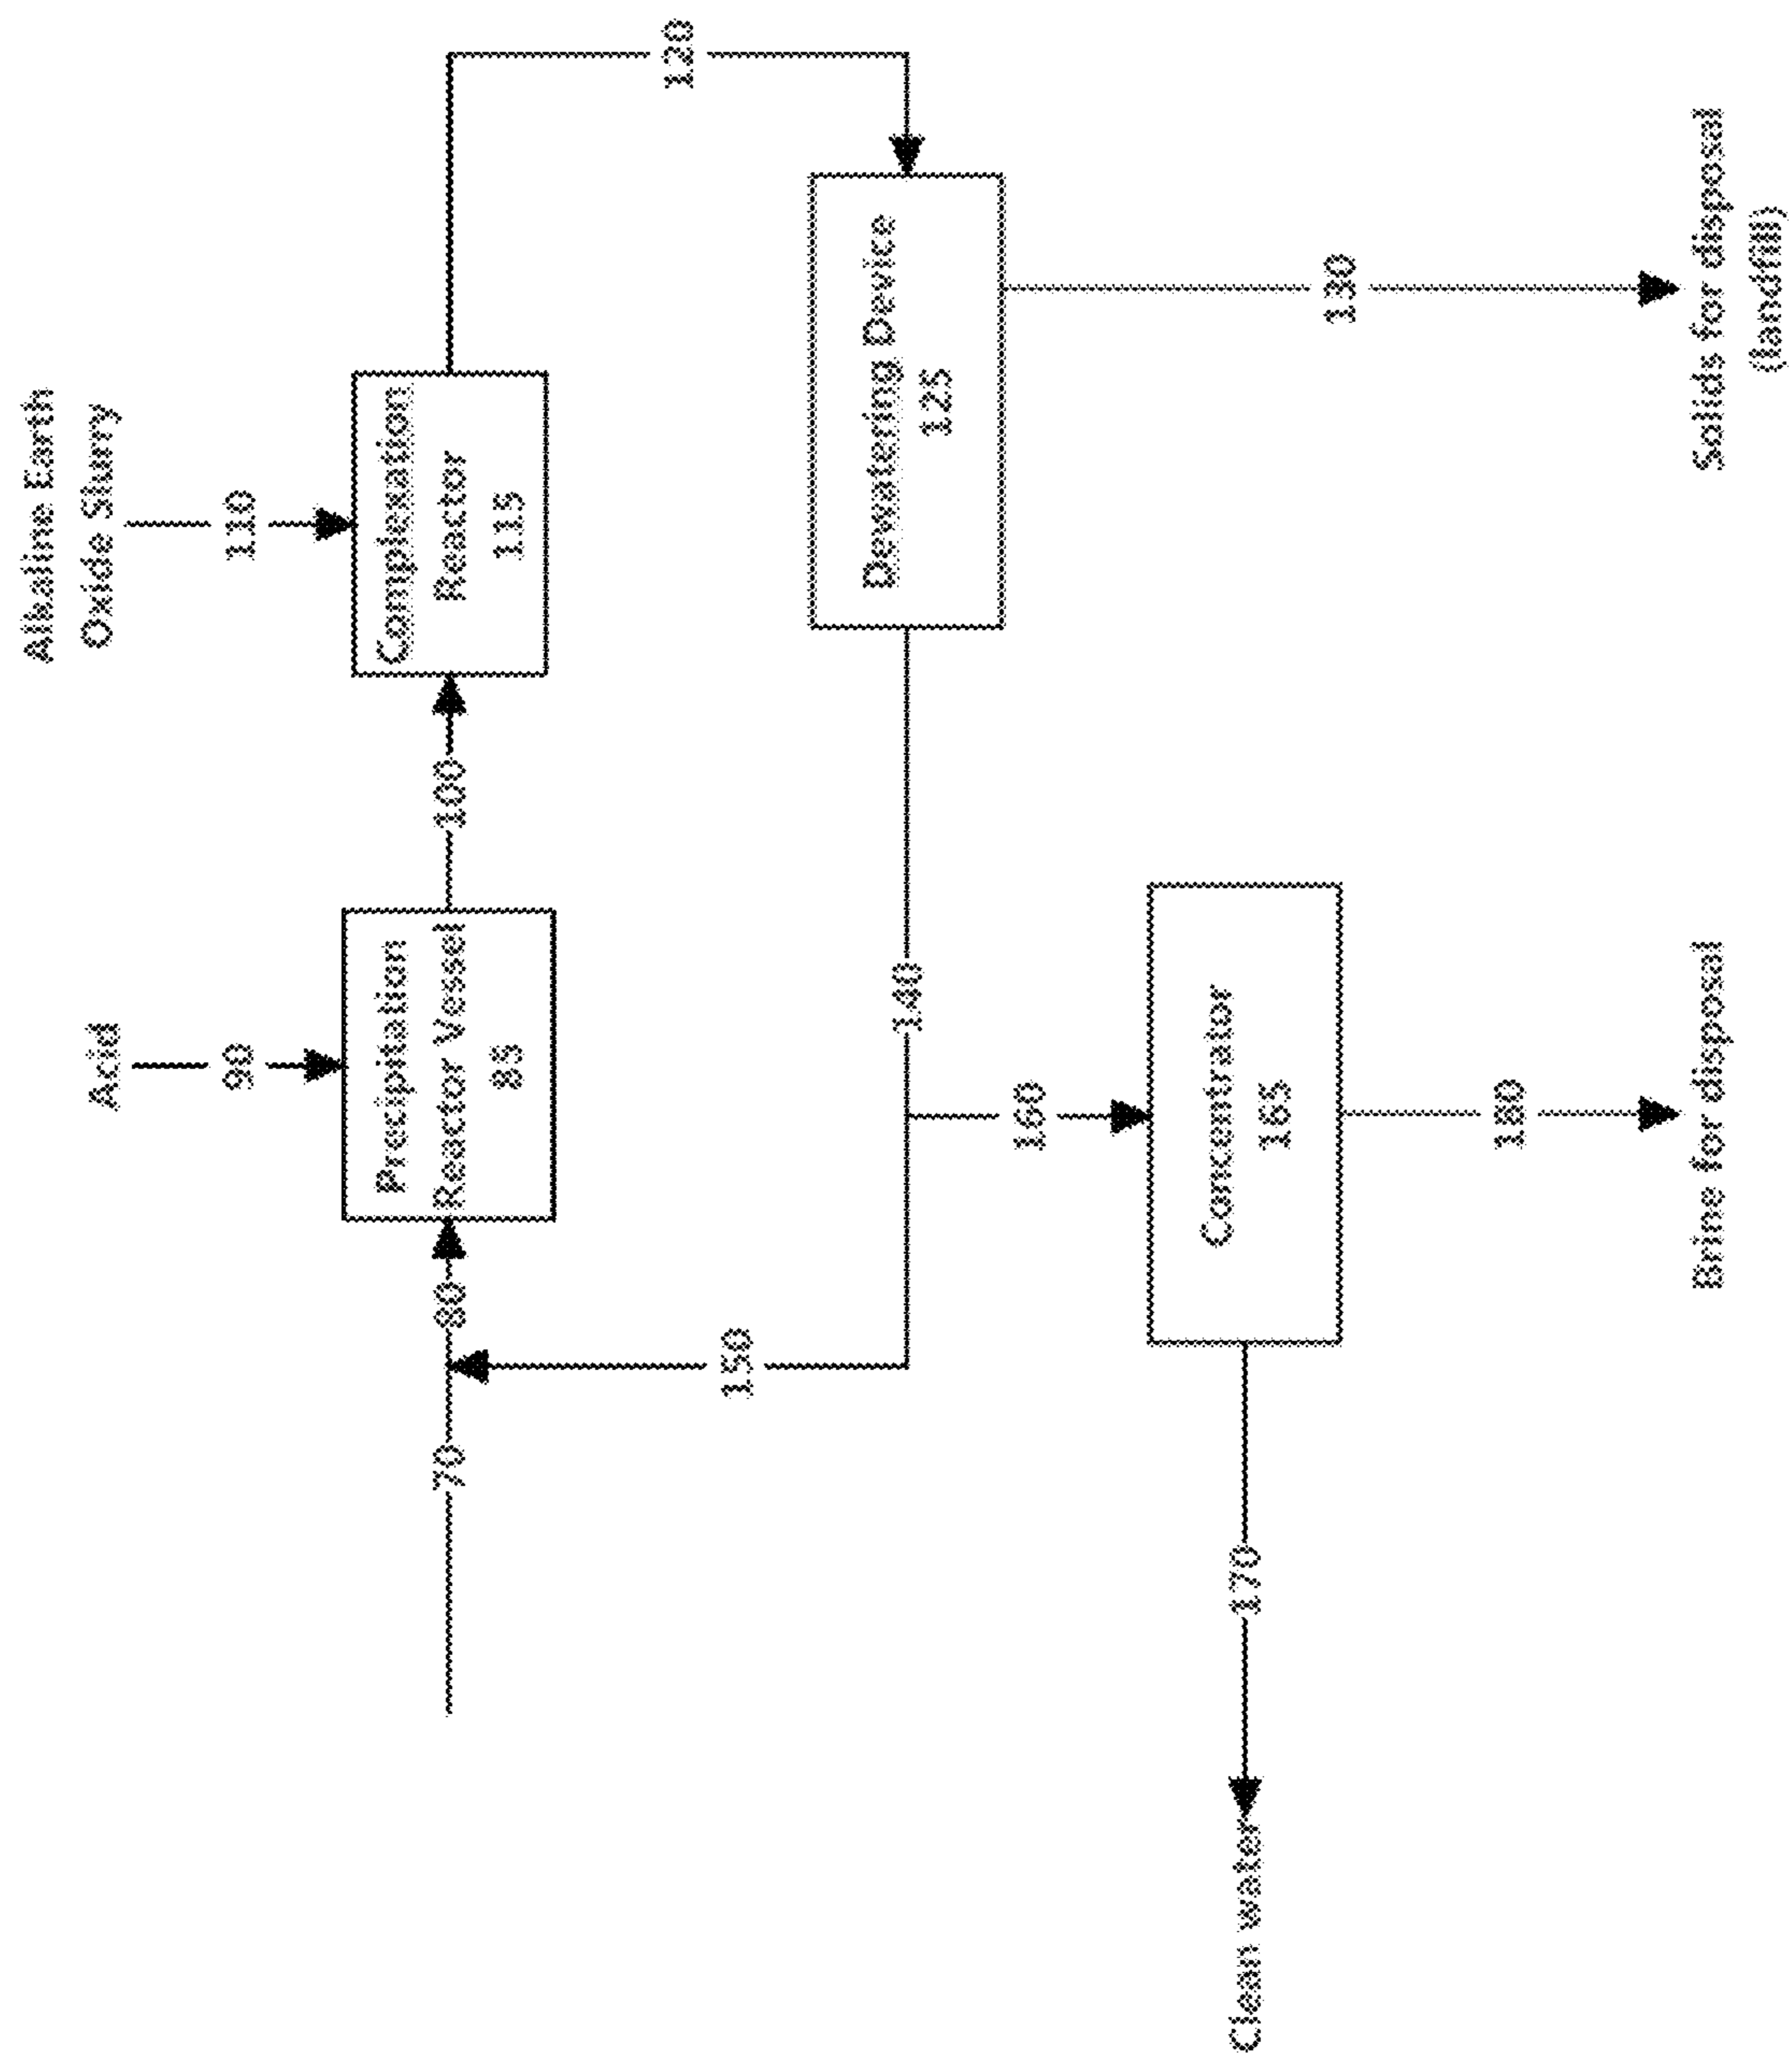 Acid
90
Alkaline Earth
Oxide Slurry
110
70
80
Precipitation
Reactor Vessel
85
100
Complexation
Reactor
115
120
150
140
Dewatering Device
125
160
130
Clean water
170
Concentrator
165
180
Brine for disposal
Solids for disposal
(landfill)